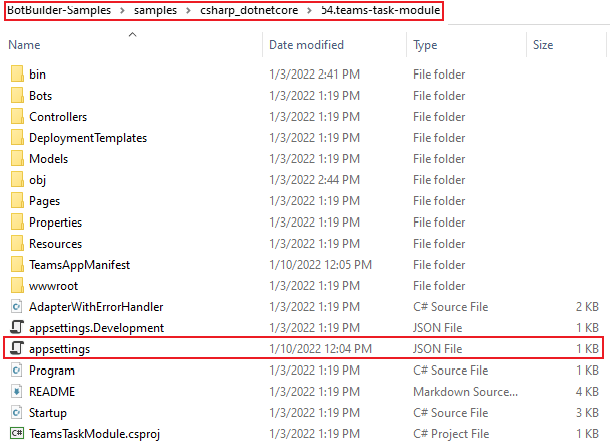 BotBuilder-Samples > samples > csharp_dotnetcore > 54.teams-task-module
Name Date modified Type Size
bin 1/3/2022 2:41 PM File folder
Bots 1/3/2022 1:19 PM File folder
Controllers 1/3/2022 1:19 PM File folder
DeploymentTemplates 1/3/2022 1:19 PM File folder
Models 1/3/2022 1:19 PM File folder
obj 1/3/2022 2:44 PM File folder
Pages 1/3/2022 1:19 PM File folder
Properties 1/3/2022 1:19 PM File folder
Resources 1/3/2022 1:19 PM File folder
TeamsAppManifest 1/10/2022 12:05 PM File folder
wwwroot 1/3/2022 1:19 PM File folder
AdapterWithErrorHandler 1/3/2022 1:19 PM C# Source File 2 KB
appsettings.Development 1/3/2022 1:19 PM JSON File 1 KB
appsettings 1/10/2022 12:04 PM JSON File 1 KB
Program 1/3/2022 1:19 PM C# Source File 1 KB
README 1/3/2022 1:19 PM Markdown Source... 4 KB
Startup 1/3/2022 1:19 PM C# Source File 3 KB
C# TeamsTaskModule.csproj 1/3/2022 1:19 PM C# Project File 1 KB